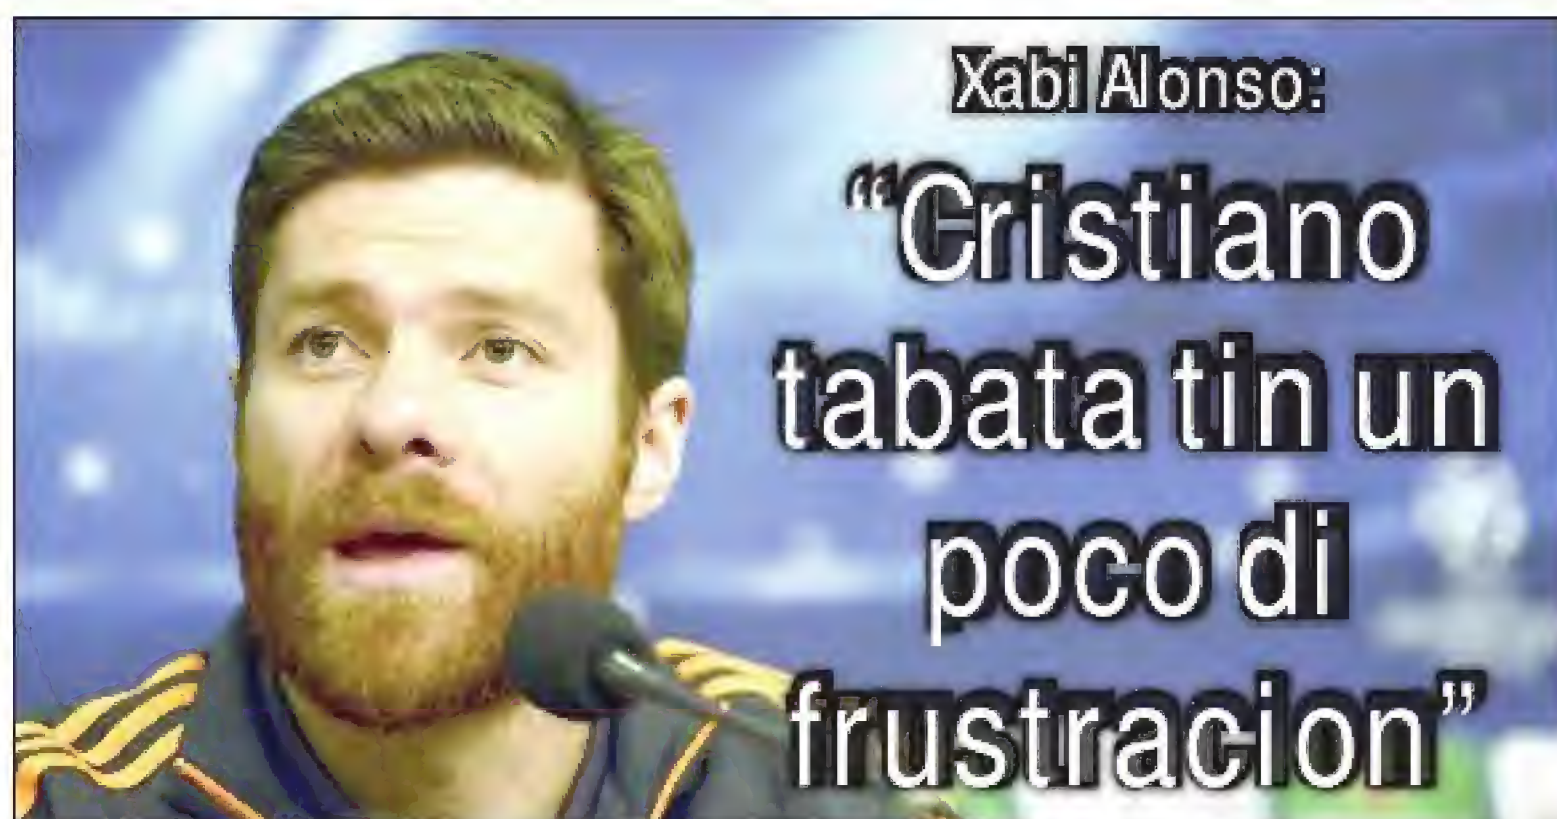 Xabi Alonso:
“Cristiano
tabata tin un
poco di
frustracion”